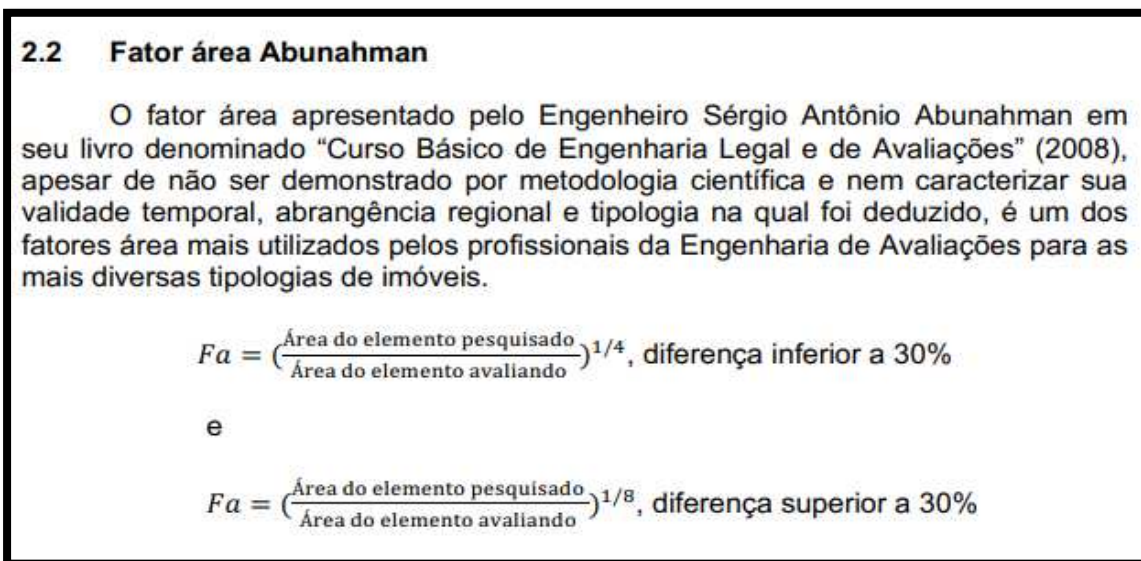 2.2 Fator área Abunahman
O fator área apresentado pelo Engenheiro Sérgio Antônio Abunahman em
seu livro denominado “Curso Básico de Engenharia Legal e de Avaliações” (2008),
apesar de não ser demonstrado por metodologia científica e nem caracterizar sua
validade temporal, abrangência regional e tipologia na qual foi deduzido, é um dos
fatores área mais utilizados pelos profissionais da Engenharia de Avaliações para as
mais diversas tipologias de imóveis.
Fa = (Área do elemento pesquisado / Área do elemento avaliando)^1/4, diferença inferior a 30%
e
Fa = (Área do elemento pesquisado / Área do elemento avaliando)^1/8, diferença superior a 30%